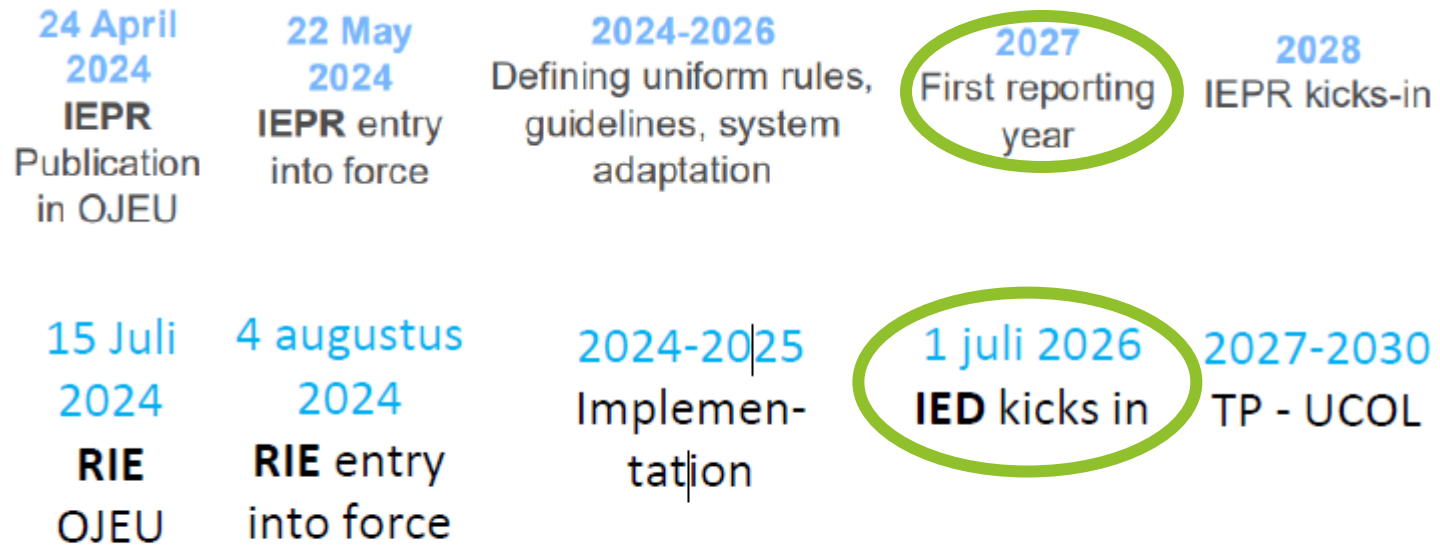 24 April
2024
IEPR
Publication
in OJEU
22 May
2024
IEPR entry
into force
2024-2026
Defining uniform rules,
guidelines, system
adaptation
2027
First reporting
year
2028
IEPR kicks-in
15 Juli
2024
RIE
OJEU
4 augustus
2024
RIE entry
into force
2024-2025
Implemen-
tation
1 juli 2026
IED kicks in
2027-2030
TP - UCOL